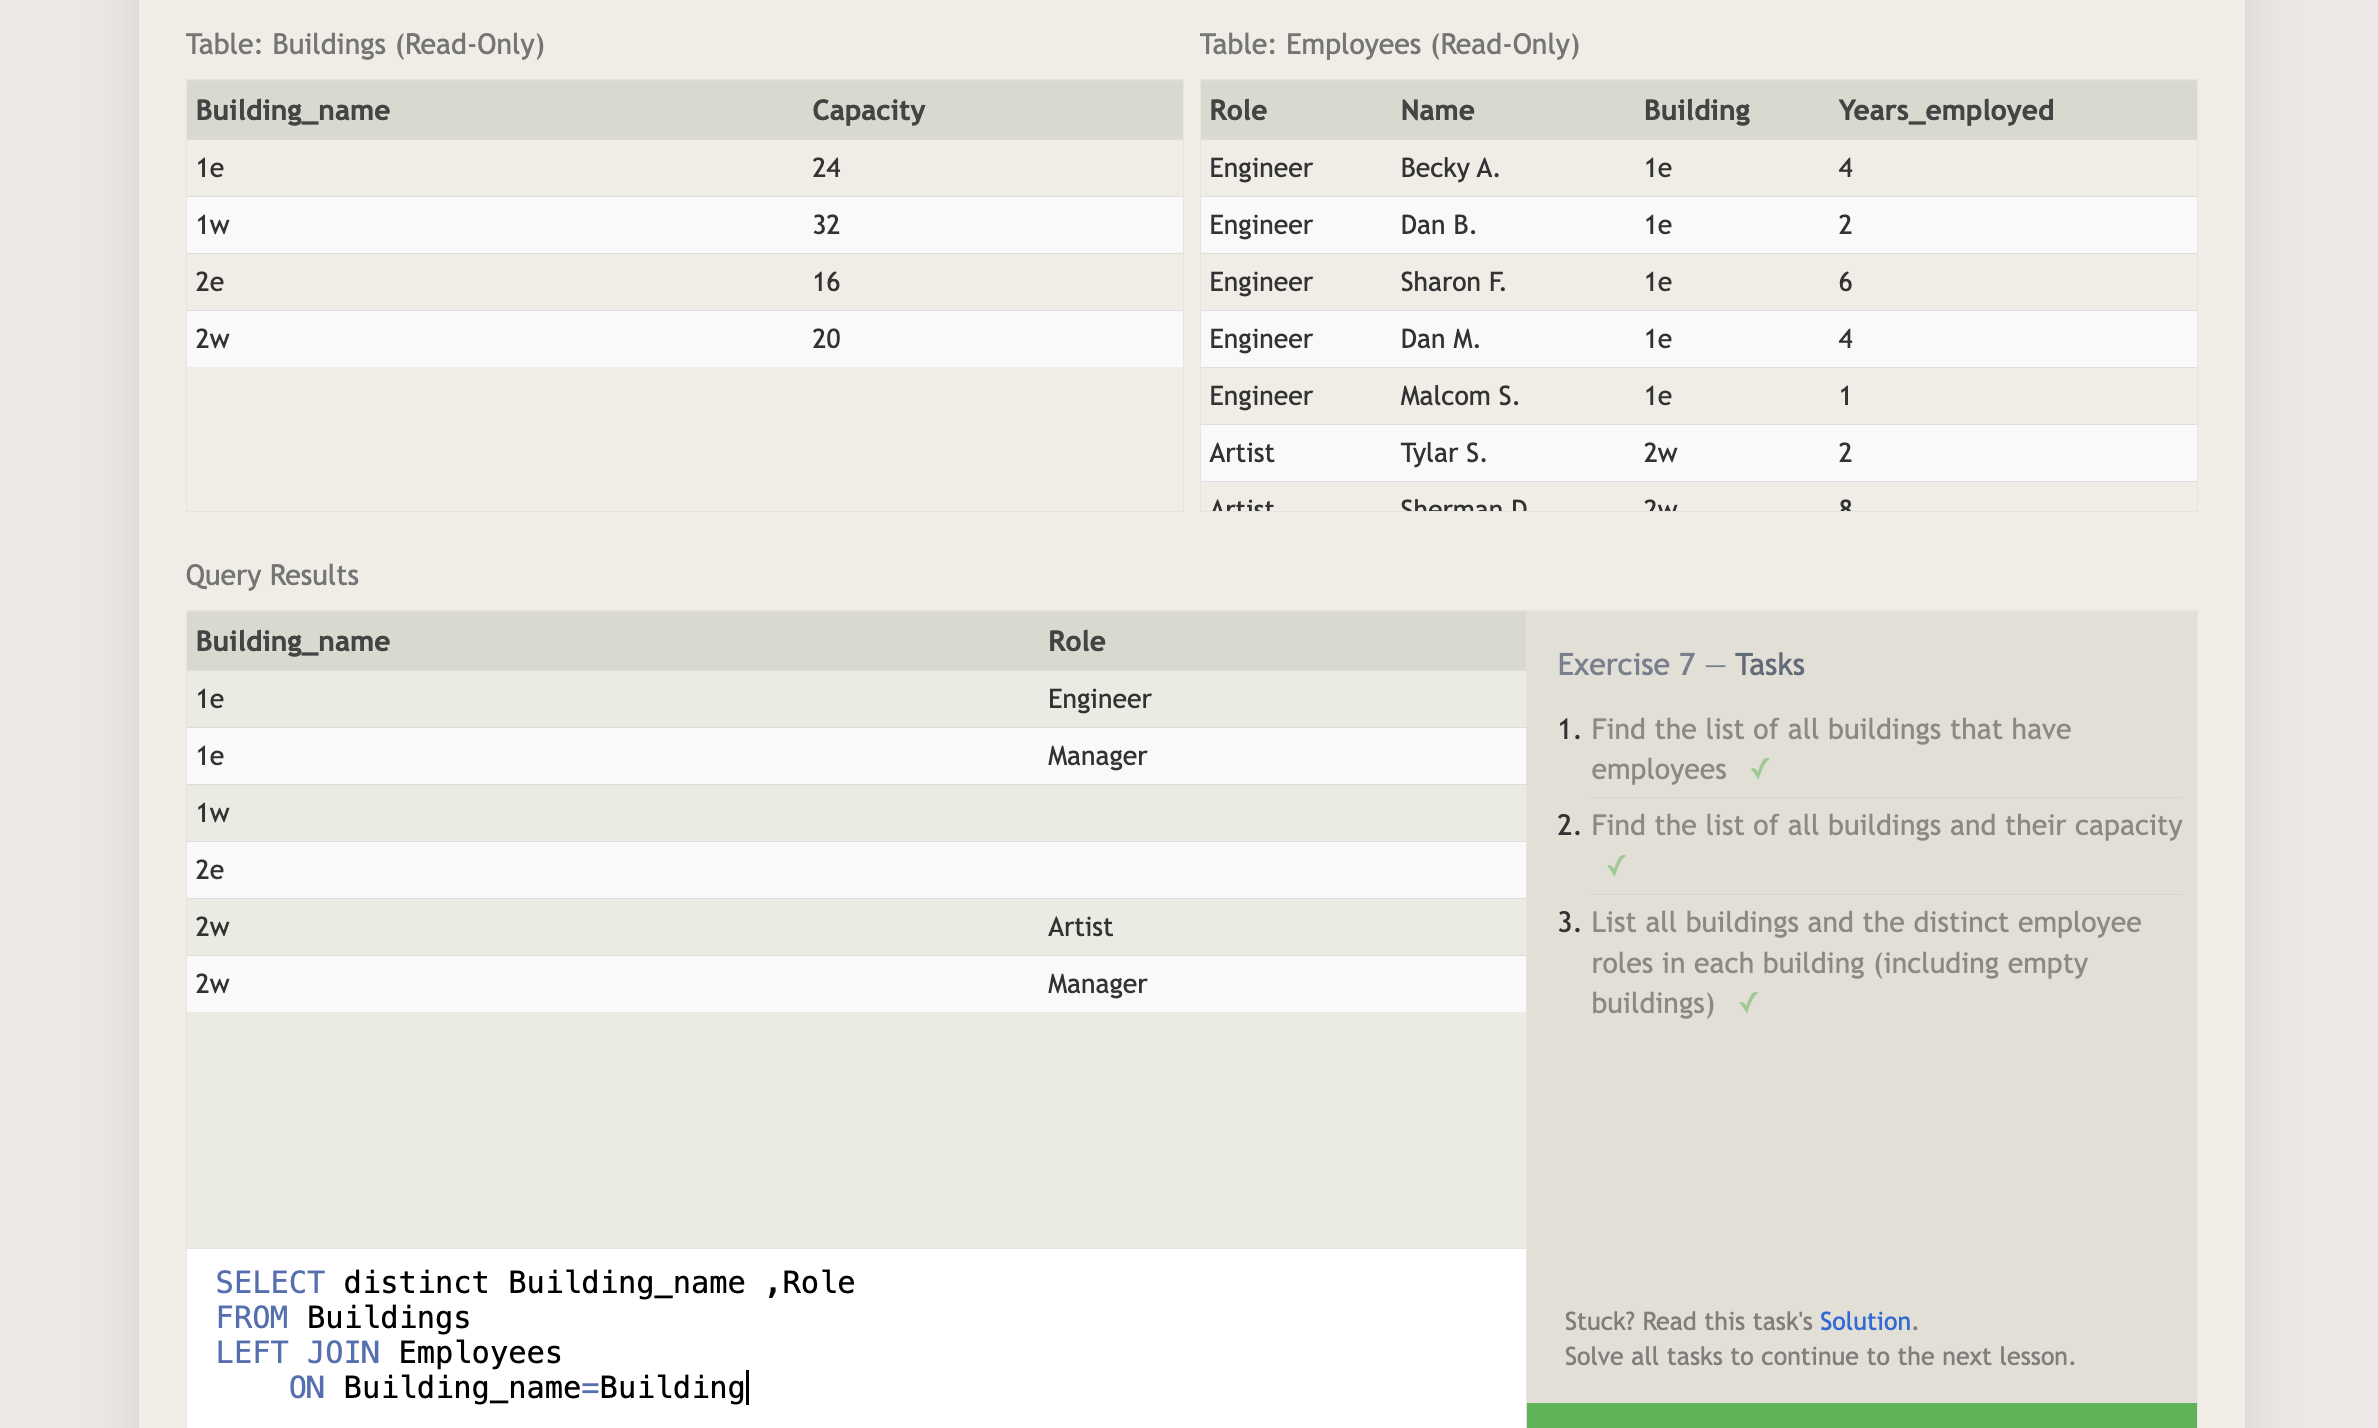 Table: Buildings (Read-Only)
Building_name Capacity
1e 24
1w 32
2e 16
2w 20
Table: Employees (Read-Only)
Role Name Building Years_employed
Engineer Becky A. 1e 4
Engineer Dan B. 1e 2
Engineer Sharon F. 1e 6
Engineer Dan M. 1e 4
Engineer Malcom S. 1e 1
Artist Tylar S. 2w 2
Artist Sherman D. 2w 8
Query Results
Building_name Role
1e Engineer
1e Manager
1w
2e
2w Artist
2w Manager
Exercise 7 — Tasks
1. Find the list of all buildings that have
employees ✓
2. Find the list of all buildings and their capacity
✓
3. List all buildings and the distinct employee
roles in each building (including empty
buildings) ✓
Stuck? Read this task's Solution.
Solve all tasks to continue to the next lesson.
SELECT distinct Building_name ,Role
FROM Buildings
LEFT JOIN Employees
    ON Building_name=Building